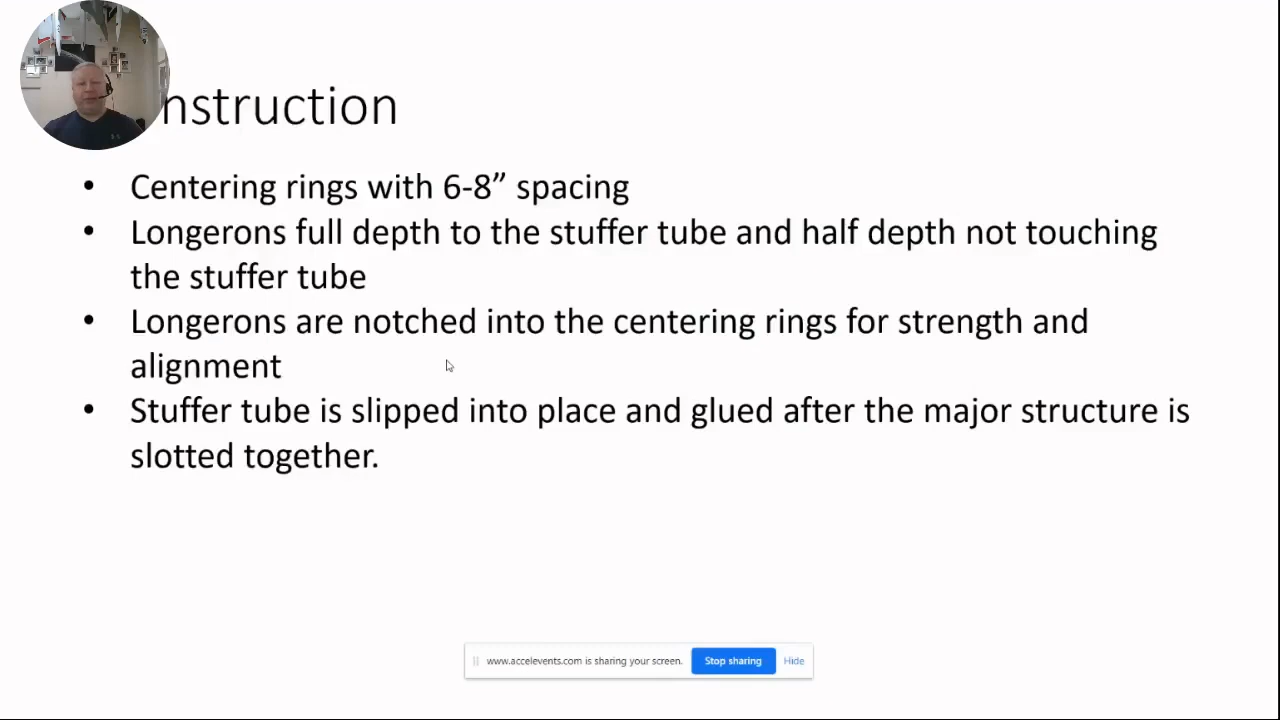 nstruction
• Centering rings with 6-8” spacing
• Longerons full depth to the stuffer tube and half depth not touching
the stuffer tube
• Longerons are notched into the centering rings for strength and
alignment
• Stuffer tube is slipped into place and glued after the major structure is
slotted together.
www.accelevents.com is sharing your screen. Stop sharing Hide